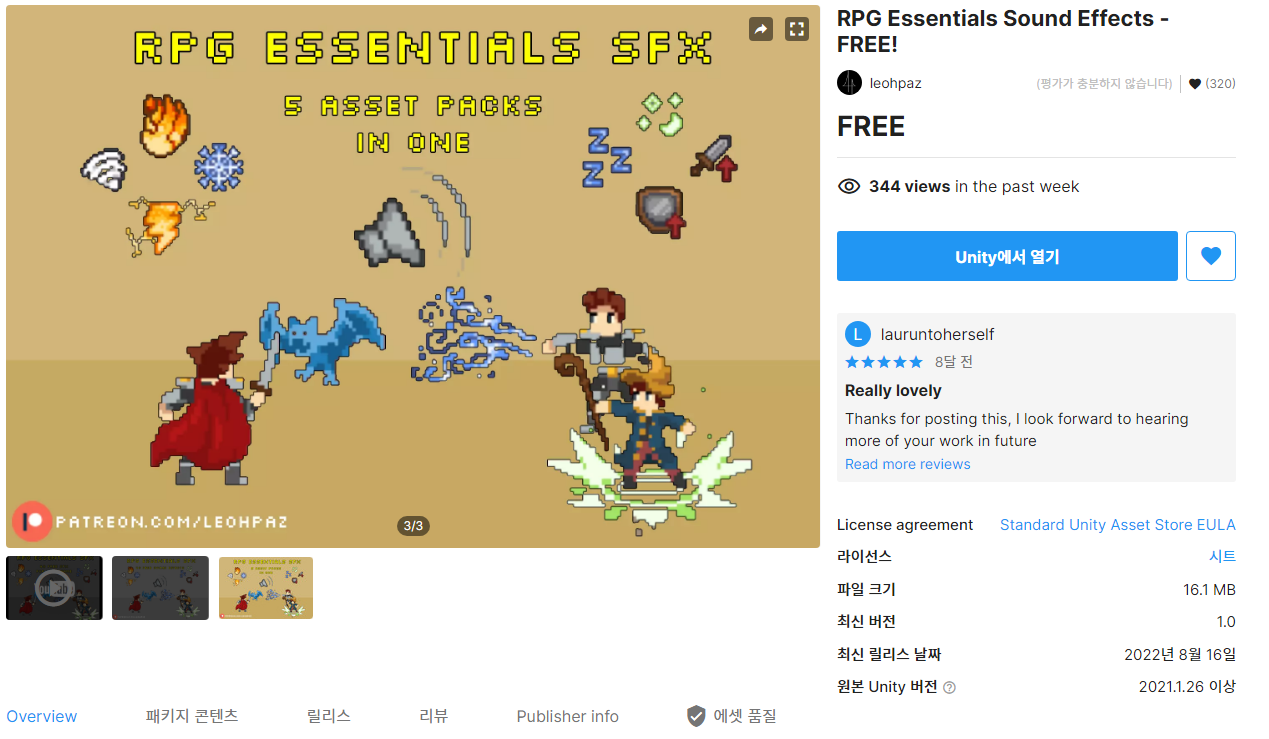 RPG ESSENTIALS SFX
5 ASSET PACKS
IN ONE
PATREON.COM/LEOHPAZ
3/3
RPG Essentials Sound Effects -
FREE!
leohpaz (평가가 충분하지 않습니다) (320)
FREE
344 views in the past week
Unity에서 열기
L lauruntoherself
8달 전
Really lovely
Thanks for posting this, I look forward to hearing
more of your work in future
Read more reviews
License agreement Standard Unity Asset Store EULA
라이선스 시트
파일 크기 16.1 MB
최신 버전 1.0
최신 릴리스 날짜 2022년 8월 16일
원본 Unity 버전 ? 2021.1.26 이상
Overview 패키지 콘텐츠 릴리스 리뷰 Publisher info 에셋 품질